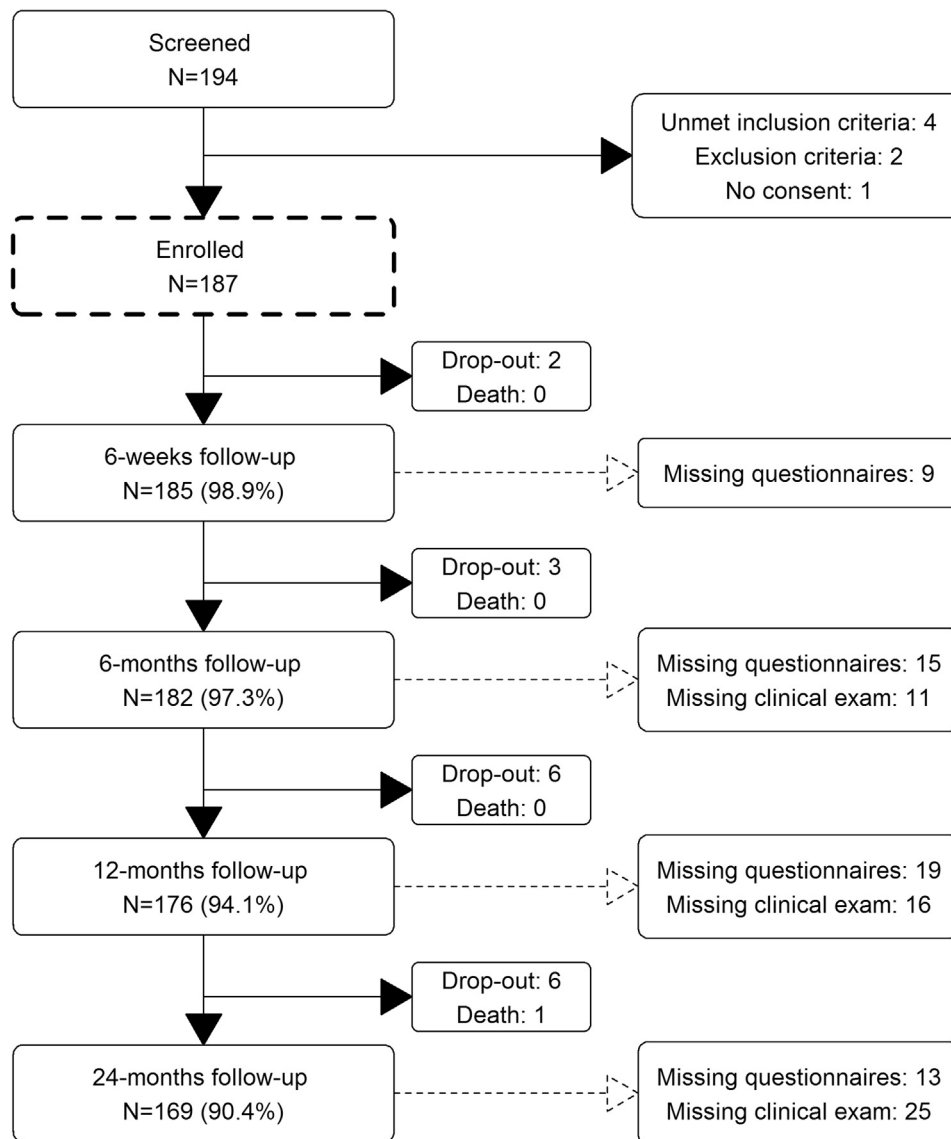 Screened
N=194
Unmet inclusion criteria: 4
Exclusion criteria: 2
No consent: 1
Enrolled
N=187
Drop-out: 2
Death: 0
6-weeks follow-up
N=185 (98.9%)
Missing questionnaires: 9
Drop-out: 3
Death: 0
6-months follow-up
N=182 (97.3%)
Missing questionnaires: 15
Missing clinical exam: 11
Drop-out: 6
Death: 0
12-months follow-up
N=176 (94.1%)
Missing questionnaires: 19
Missing clinical exam: 16
Drop-out: 6
Death: 1
24-months follow-up
N=169 (90.4%)
Missing questionnaires: 13
Missing clinical exam: 25